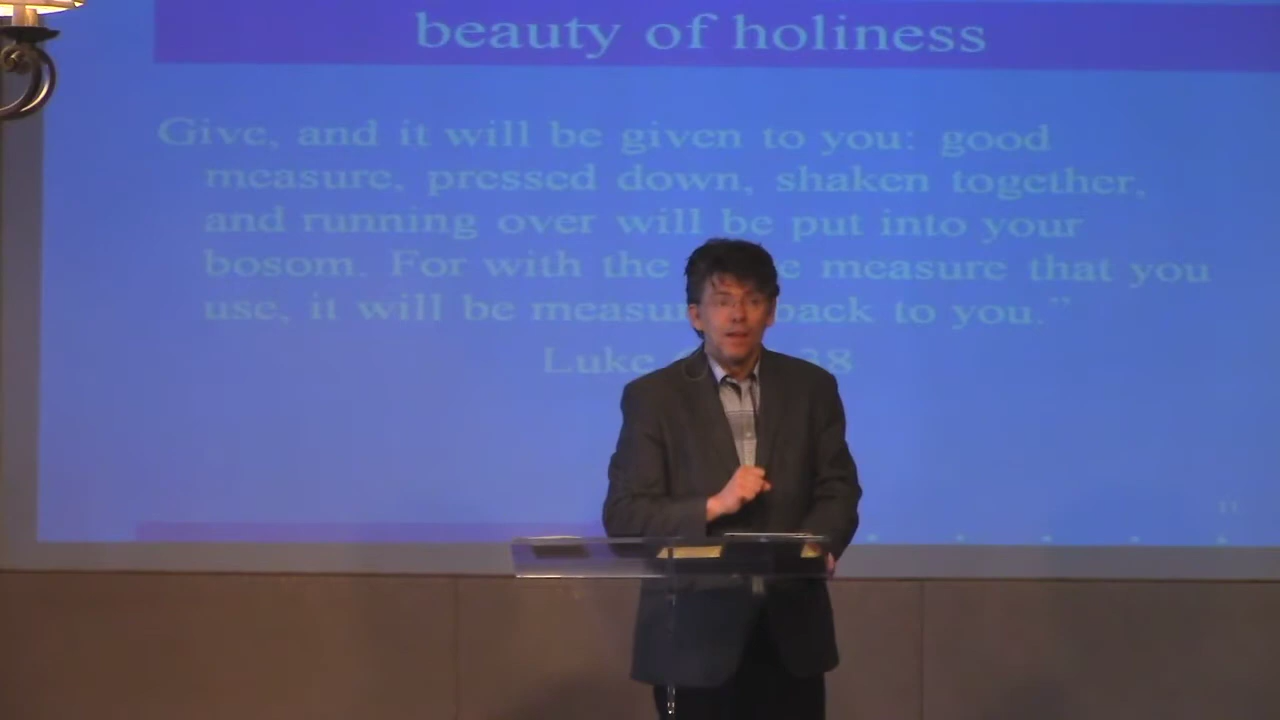 beauty of holiness
Give, and it will be given to you: good
measure, pressed down, shaken together,
and running over will be put into your
bosom. For with the measure that you
use, it will be back to you.”
Luke 38
11